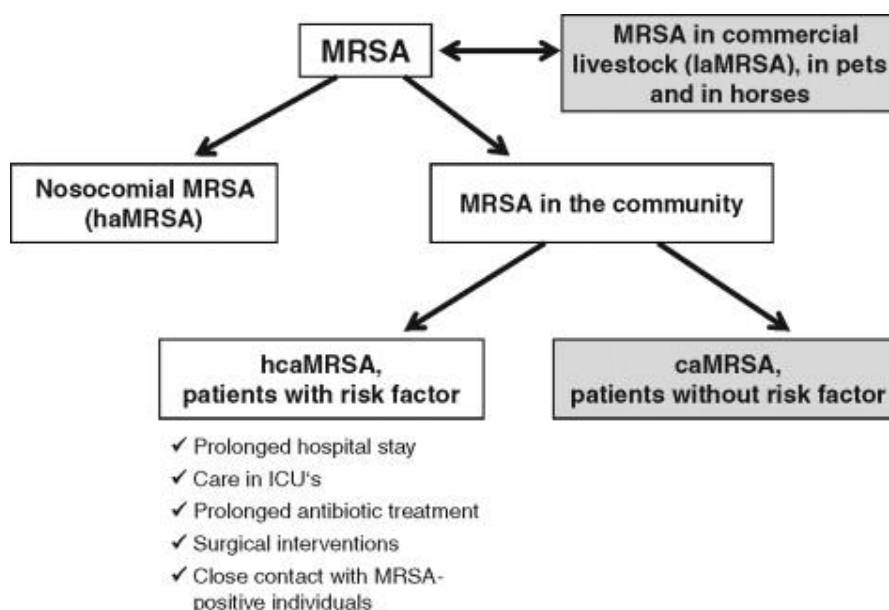 MRSA
MRSA in commercial
livestock (laMRSA), in pets
and in horses
Nosocomial MRSA
(haMRSA)
MRSA in the community
hcaMRSA,
patients with risk factor
caMRSA,
patients without risk factor
✓ Prolonged hospital stay
✓ Care in ICU‘s
✓ Prolonged antibiotic treatment
✓ Surgical interventions
✓ Close contact with MRSA-
positive individuals